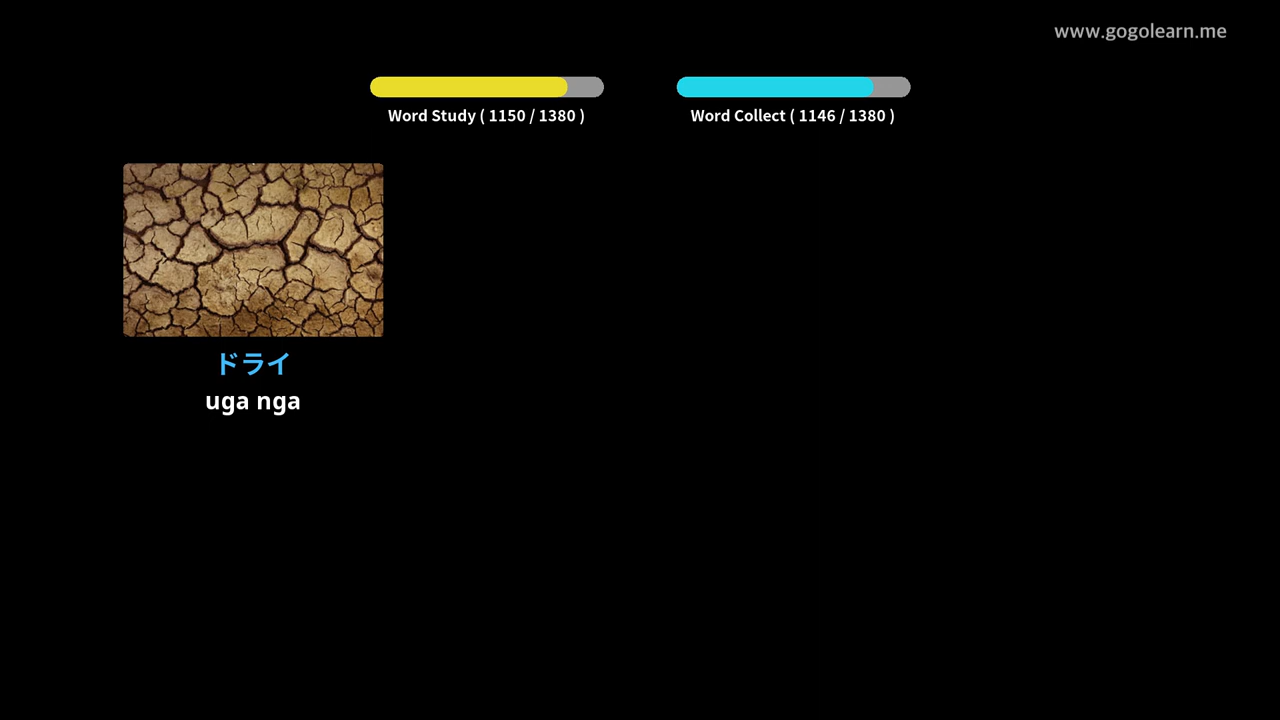 www.gogolearn.me
Word Study ( 1150 / 1380 )
Word Collect ( 1146 / 1380 )
ドライ
uga nga